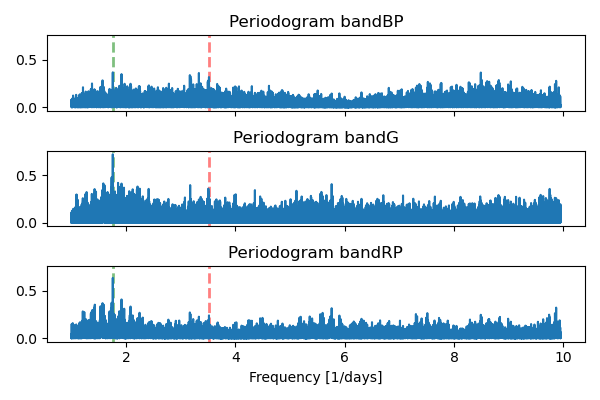 Periodogram bandBP
0.5
0.0
Periodogram bandG
0.5
0.0
Periodogram bandRP
0.5
0.0
2 4 6 8 10
Frequency [1/days]